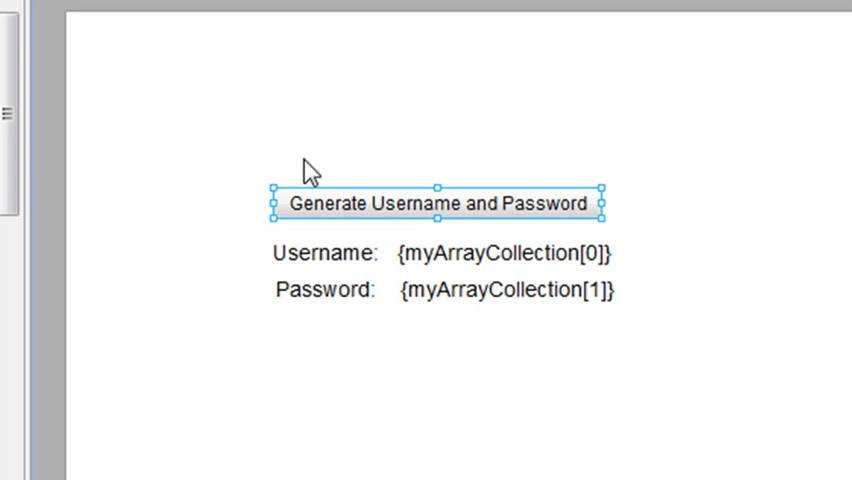 Generate Username and Password
Username: {myArrayCollection[0]}
Password: {myArrayCollection[1]}